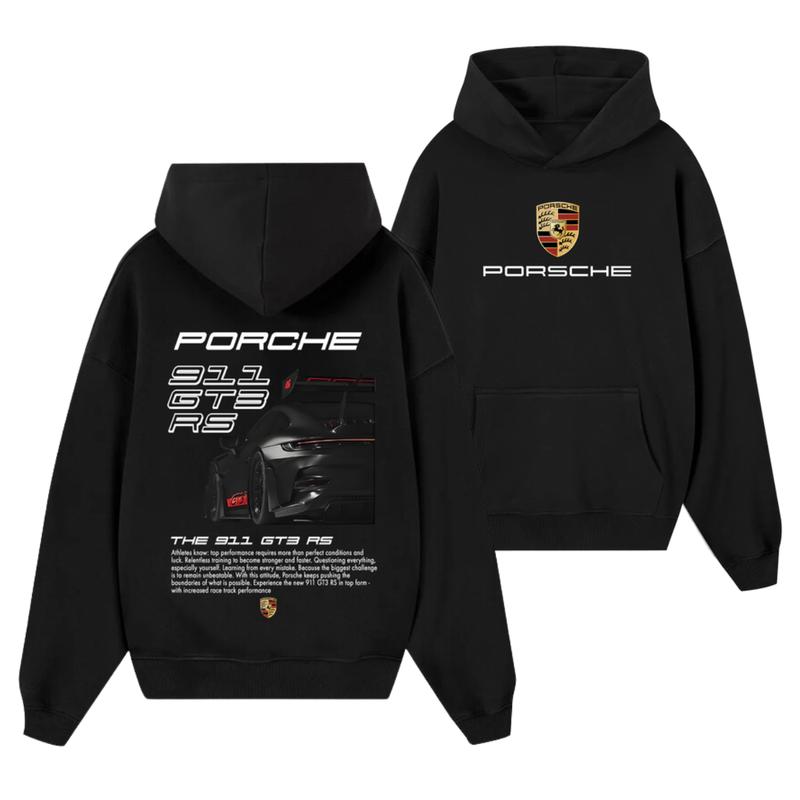 PORSCHE
PORSCHE
PORCHE
911
GT3
RS
THE 911 GT3 RS
Athletes know: top performance requires more than perfect conditions and
luck. Relentless training to become stronger and faster. Questioning everything,
especially yourself. Learning from every mistake. Because the biggest challenge
is to remain unbeatable. With this attitude, Porsche keeps pushing the
boundaries of what is possible. Experience the new 911 GT3 RS in top form -
with increased race track performance